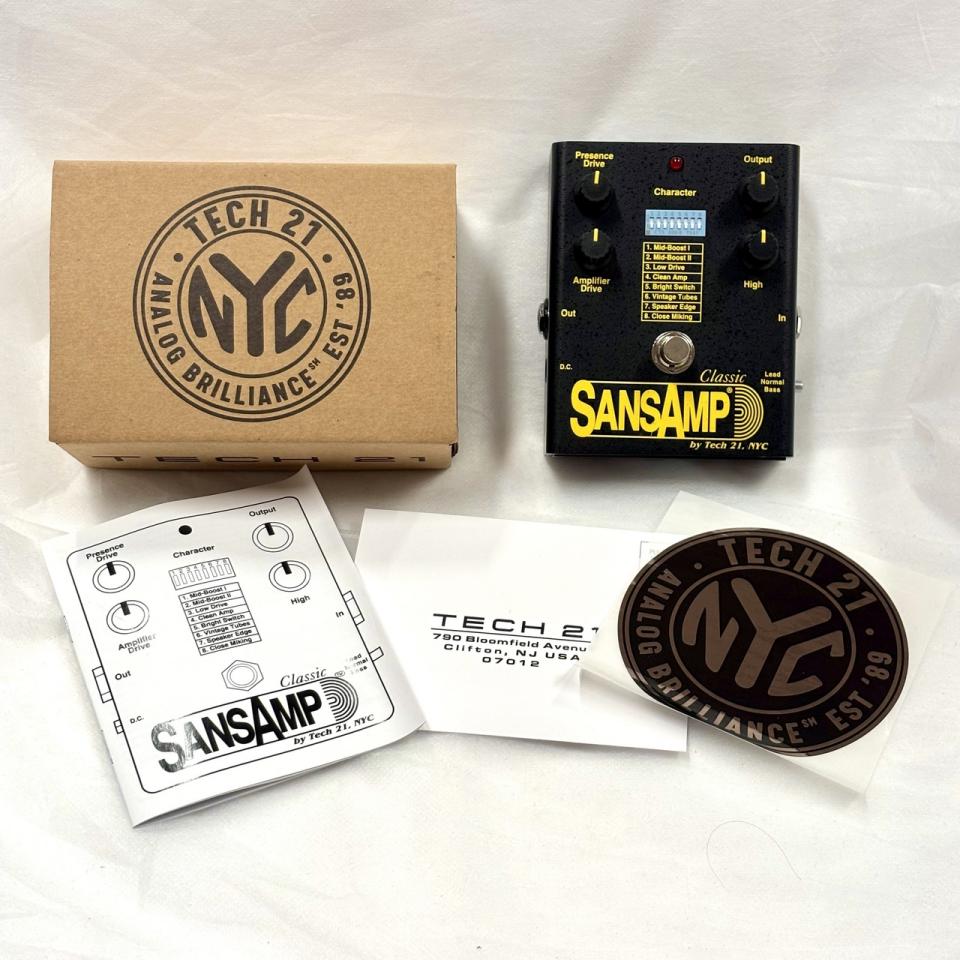 TECH 21
NYC
ANALOG BRILLIANCE SM EST '89
TECH 21
Presence
Drive
Output
Character
1. Mid-Boost I
2. Mid-Boost II
3. Low Drive
4. Clean Amp
5. Bright Switch
6. Vintage Tubes
7. Speaker Edge
8. Close Miking
Amplifier
Drive
High
Out
In
D.C.
Lead
Normal
Bass
Classic
SANSAMP®
by Tech 21, NYC
Presence
Drive
Output
Character
1. Mid-Boost I
2. Mid-Boost II
3. Low Drive
4. Clean Amp
5. Bright Switch
6. Vintage Tubes
7. Speaker Edge
8. Close Miking
Amplifier
Drive
High
Out
In
D.C.
Lead
Normal
Bass
Classic
SANSAMP®
by Tech 21, NYC
TECH 21
790 Bloomfield Avenu
Clifton, NJ USA
07012
TECH 21
NYC
ANALOG BRILLIANCE SM EST '89